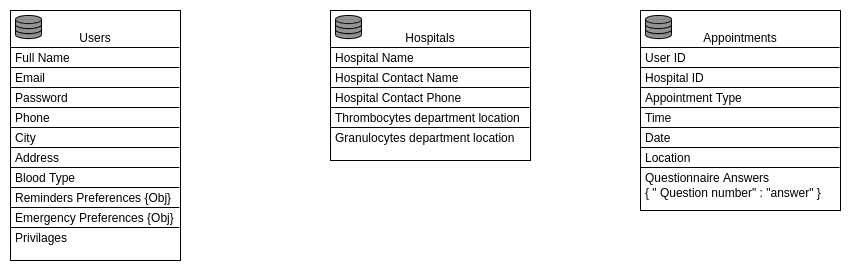 Users
Full Name
Email
Password
Phone
City
Address
Blood Type
Reminders Preferences {Obj}
Emergency Preferences {Obj}
Privilages
Hospitals
Hospital Name
Hospital Contact Name
Hospital Contact Phone
Thrombocytes department location
Granulocytes department location
Appointments
User ID
Hospital ID
Appointment Type
Time
Date
Location
Questionnaire Answers
{ " Question number" : "answer" }